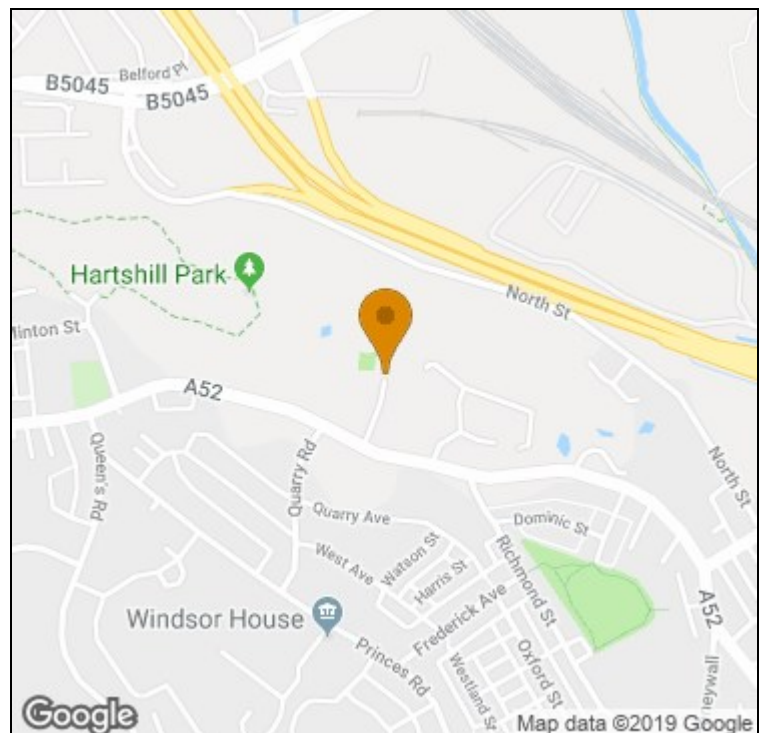 Belford Pl
B5045
B5045
North St
Hartshill Park
Minton St
A52
Queen's Rd
Quarry Rd
North St
Quarry Ave
Dominic St
West Ave
Watson St
Harris St
Richmond St
A52
Windsor House
Frederick Ave
Princes Rd
Oxford St
Westland St
neywall
Google
Map data ©2019 Google